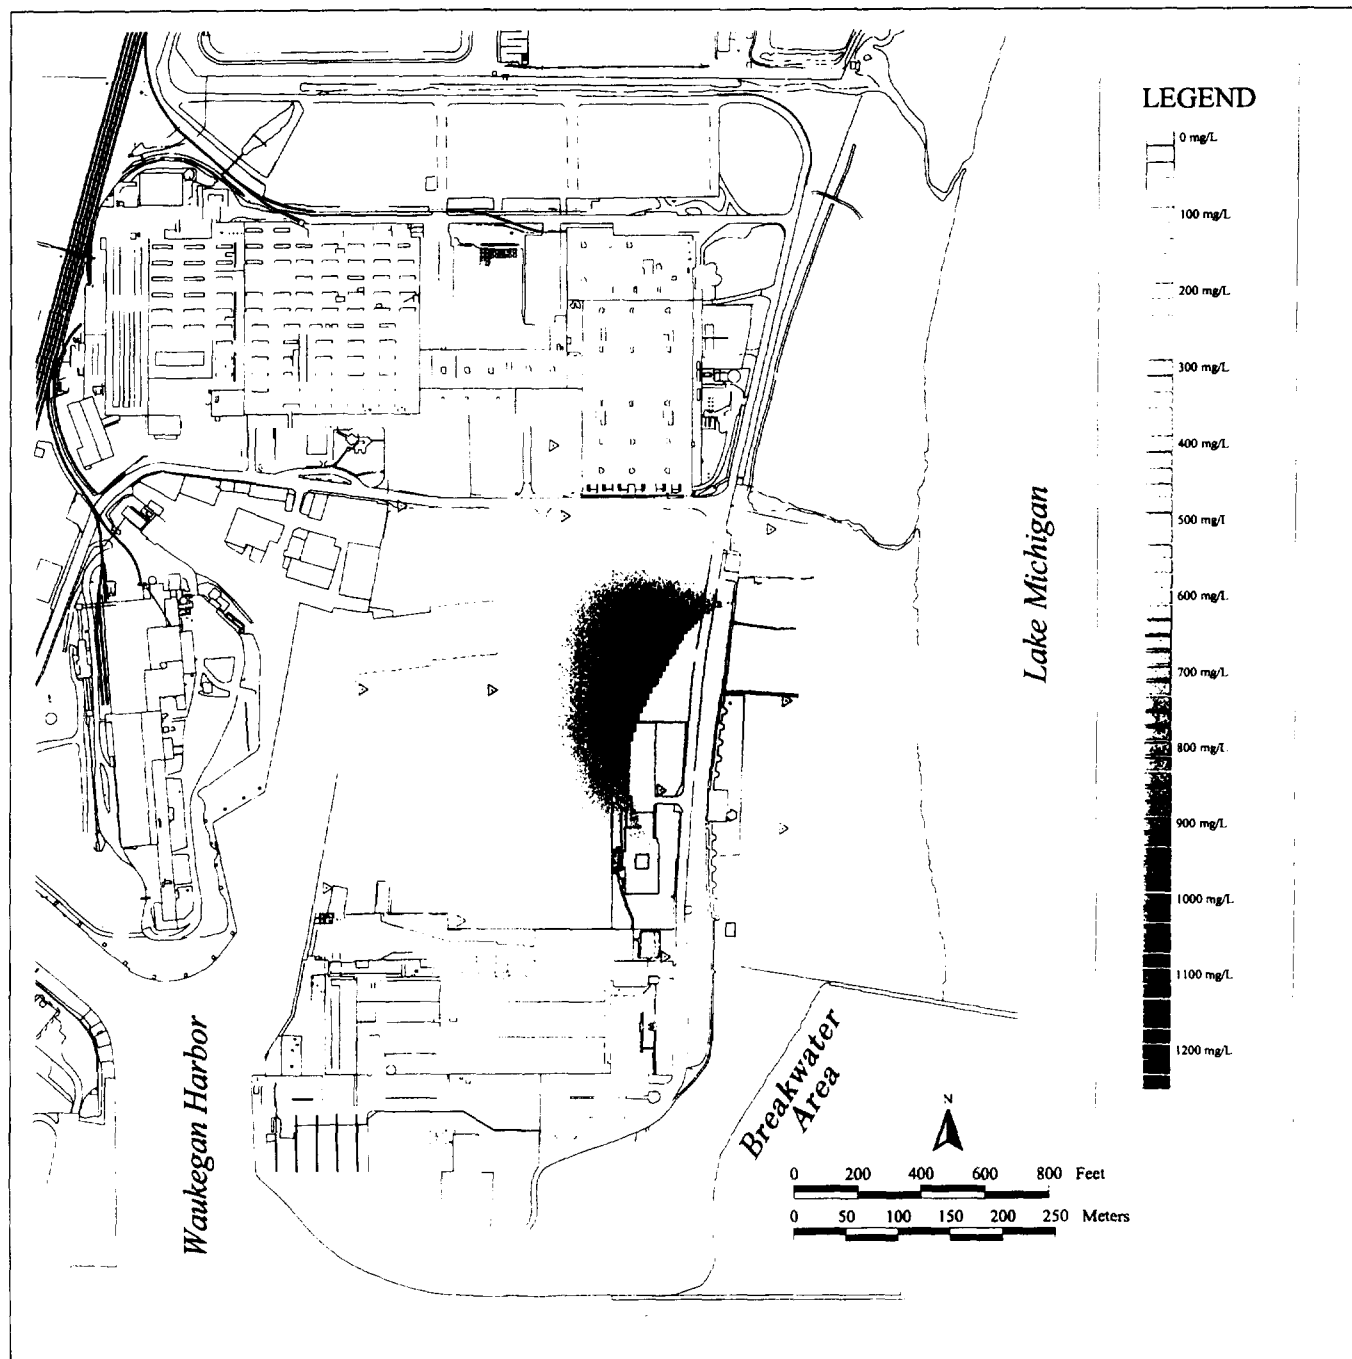 LEGEND
0 mg/L
100 mg/L
200 mg/L
300 mg/L
400 mg/L
500 mg/l
600 mg/L
700 mg/L
800 mg/L
900 mg/L
1000 mg/L
1100 mg/L
1200 mg/L
Lake Michigan
Waukegan Harbor
Breakwater
Area
N
0 200 400 600 800 Feet
0 50 100 150 200 250 Meters